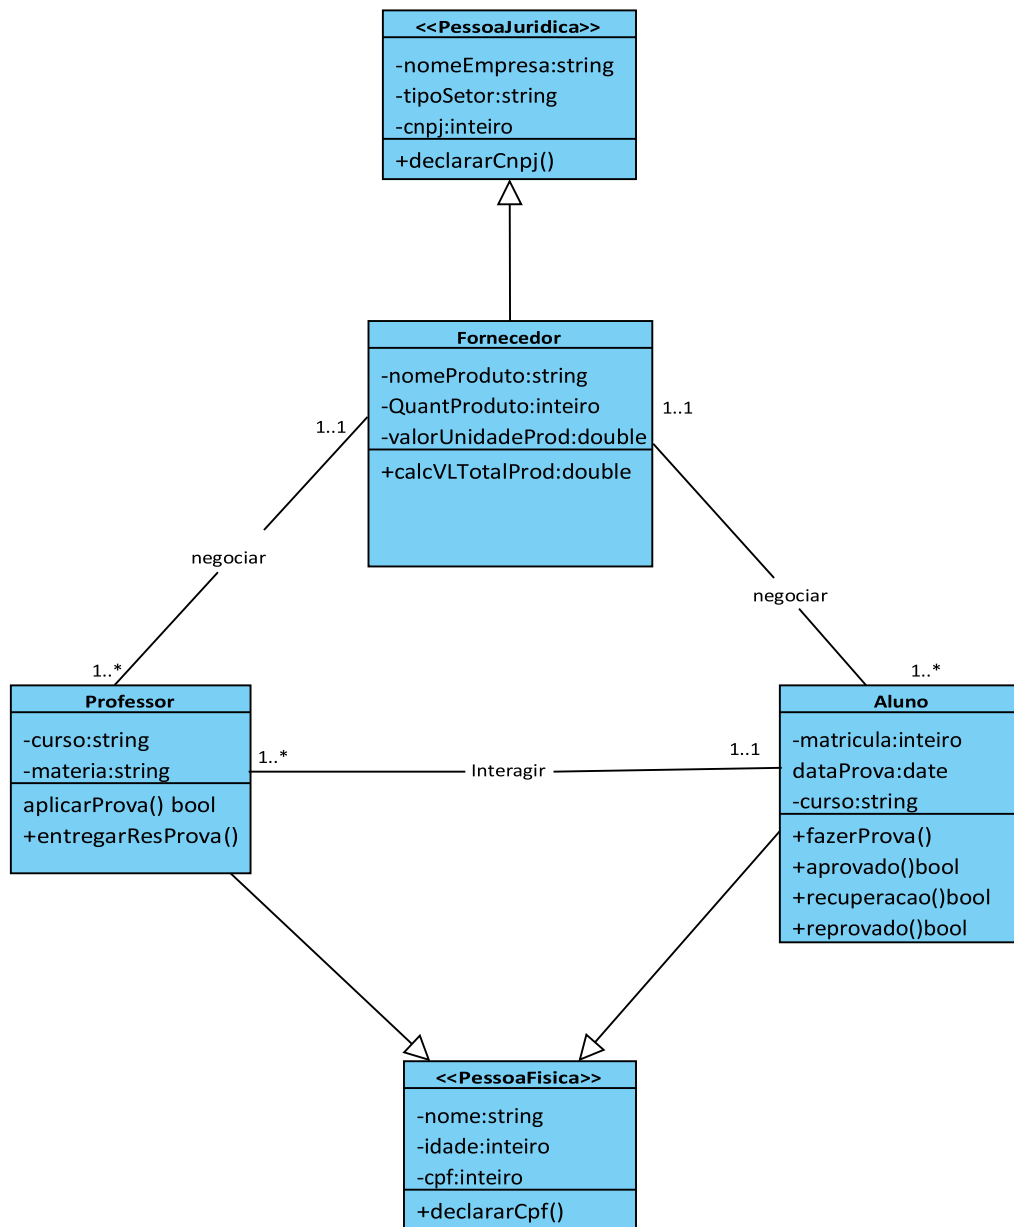 <<PessoaJuridica>>
-nomeEmpresa:string
-tipoSetor:string
-cnpj:inteiro
+declararCnpj()
Fornecedor
-nomeProduto:string
-QuantProduto:inteiro
-valorUnidadeProd:double
+calcVLTotalProd:double
1..1
1..1
negociar
negociar
1..*
1..*
Professor
-curso:string
-materia:string
aplicarProva() bool
+entregarResProva()
1..*
Interagir
1..1
Aluno
-matricula:inteiro
dataProva:date
-curso:string
+fazerProva()
+aprovado()bool
+recuperacao()bool
+reprovado()bool
<<PessoaFisica>>
-nome:string
-idade:inteiro
-cpf:inteiro
+declararCpf()